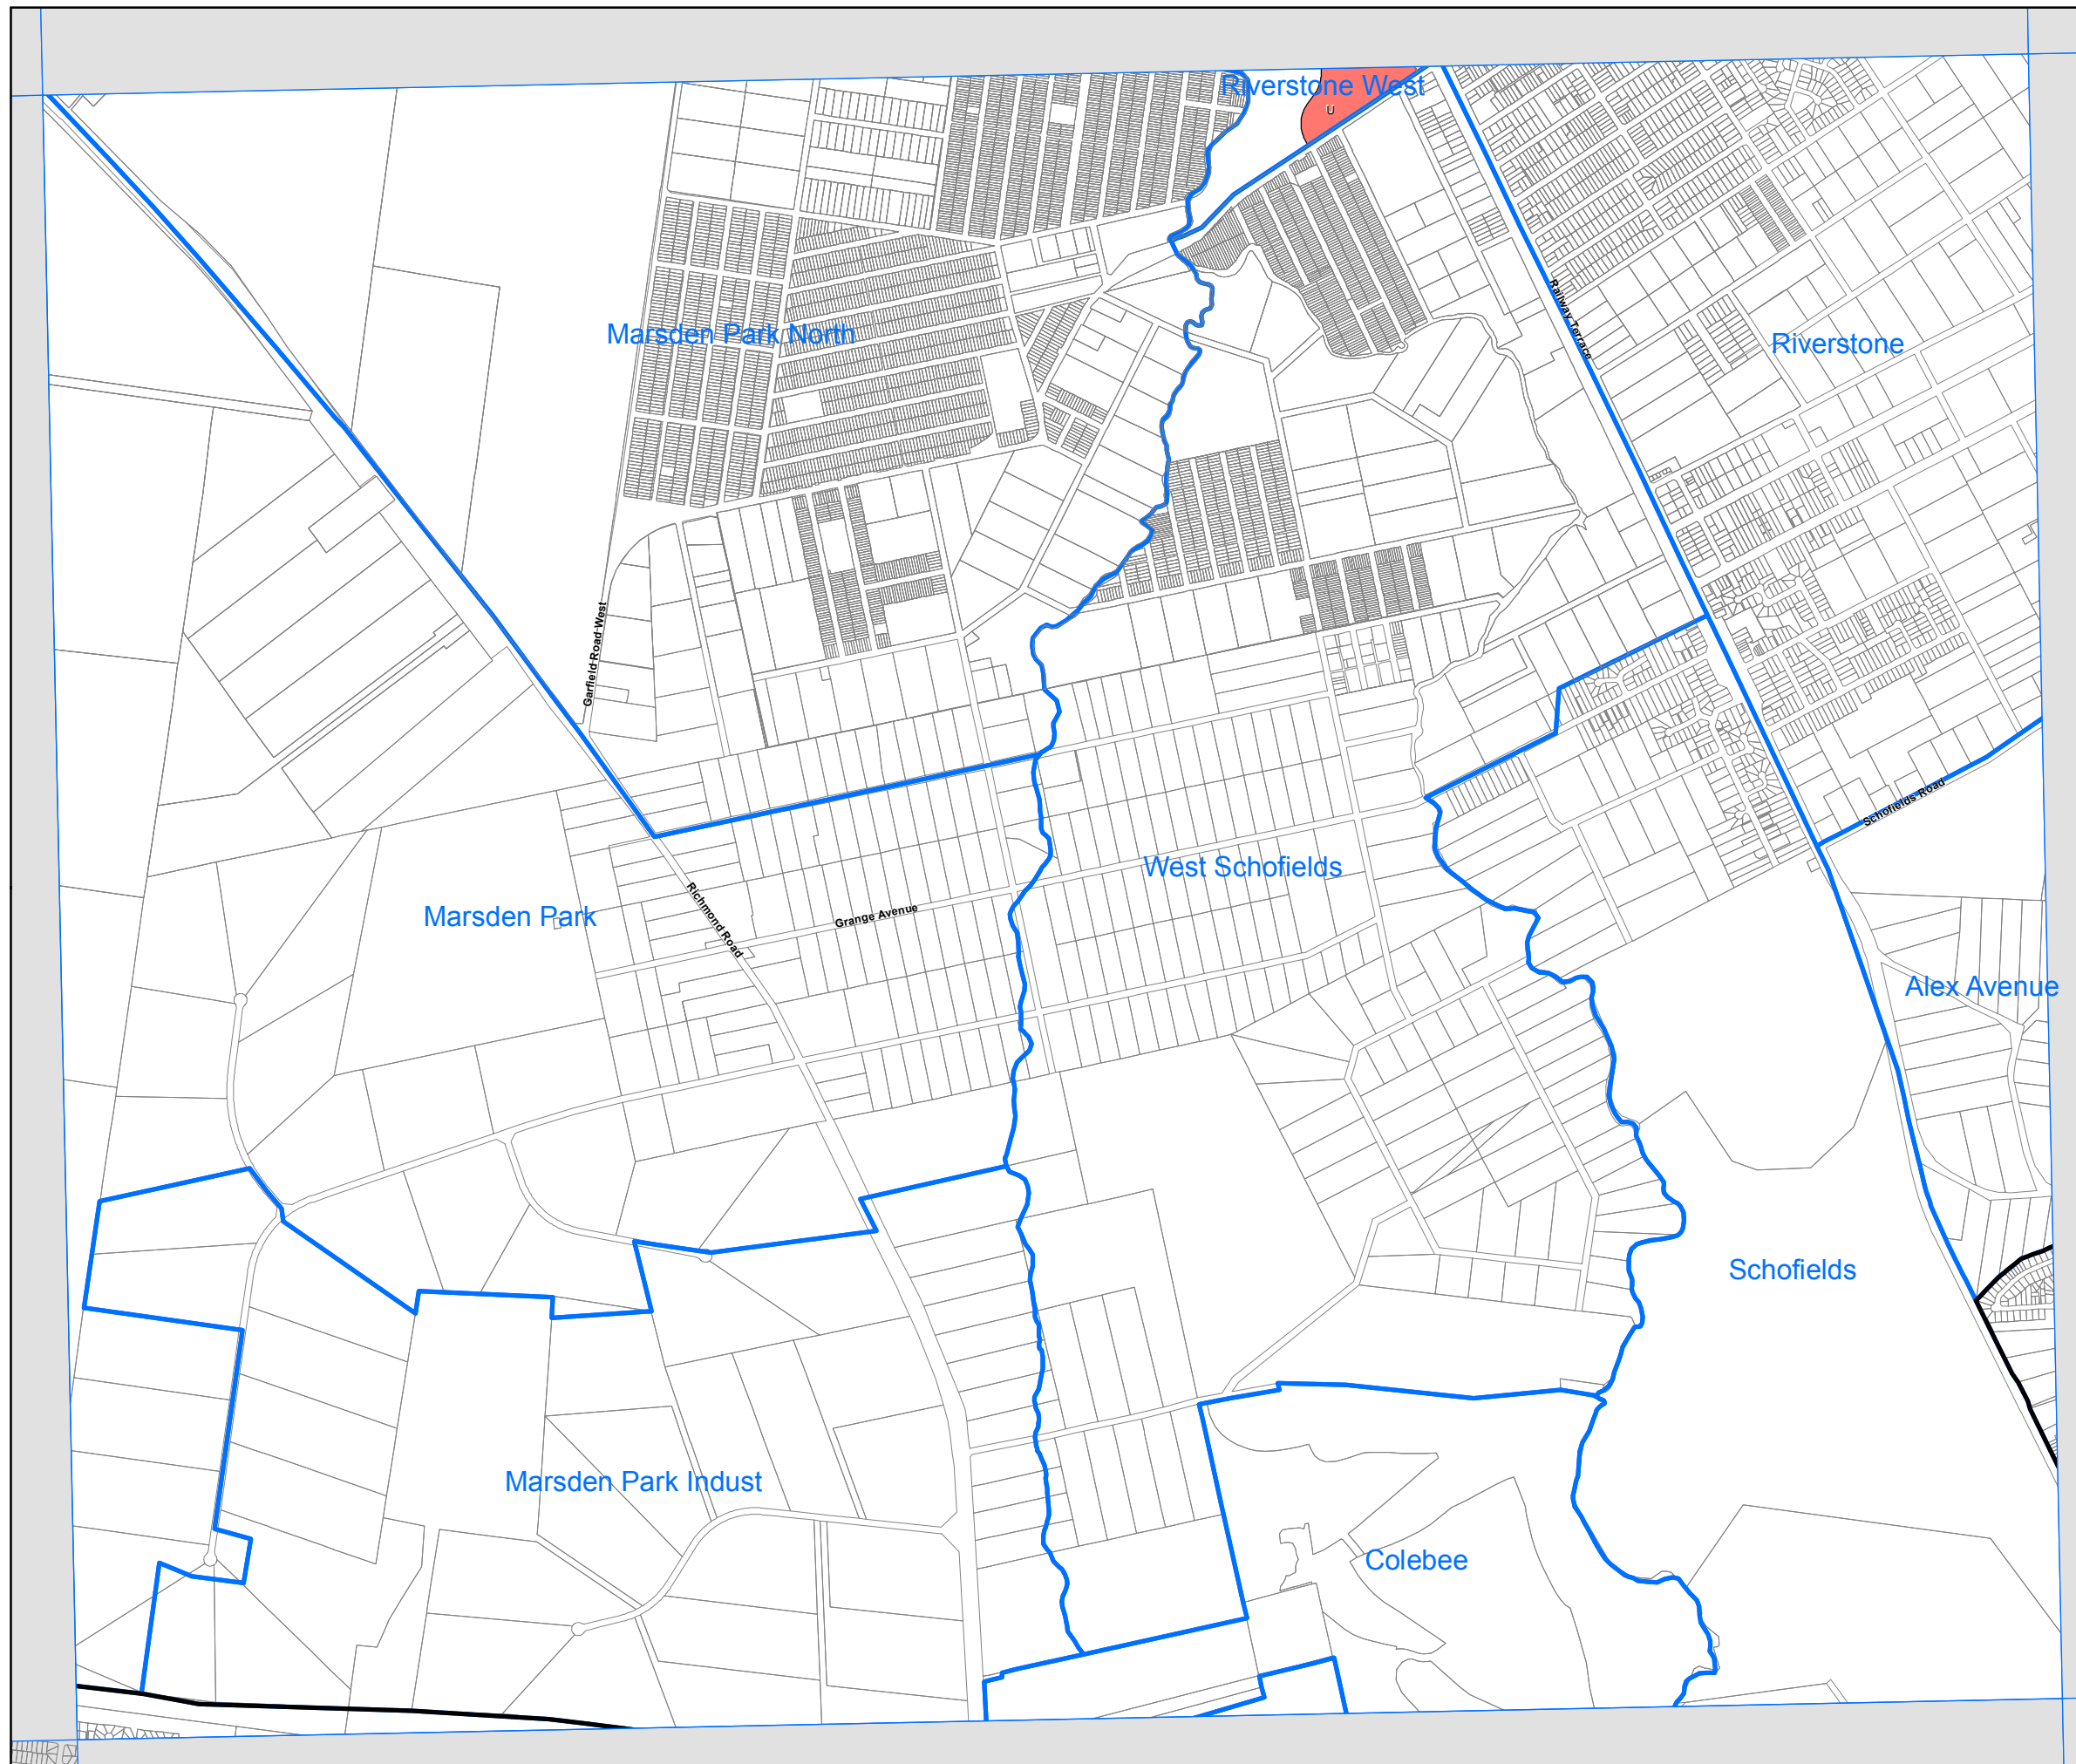 Riverstone West
U
Marsden Park North
Railway Terrace
Riverstone
Garfield Road West
Schofields Road
West Schofields
Marsden Park
Richmond Road
Grange Avenue
Alex Avenue
Schofields
Marsden Park Indust
Colebee